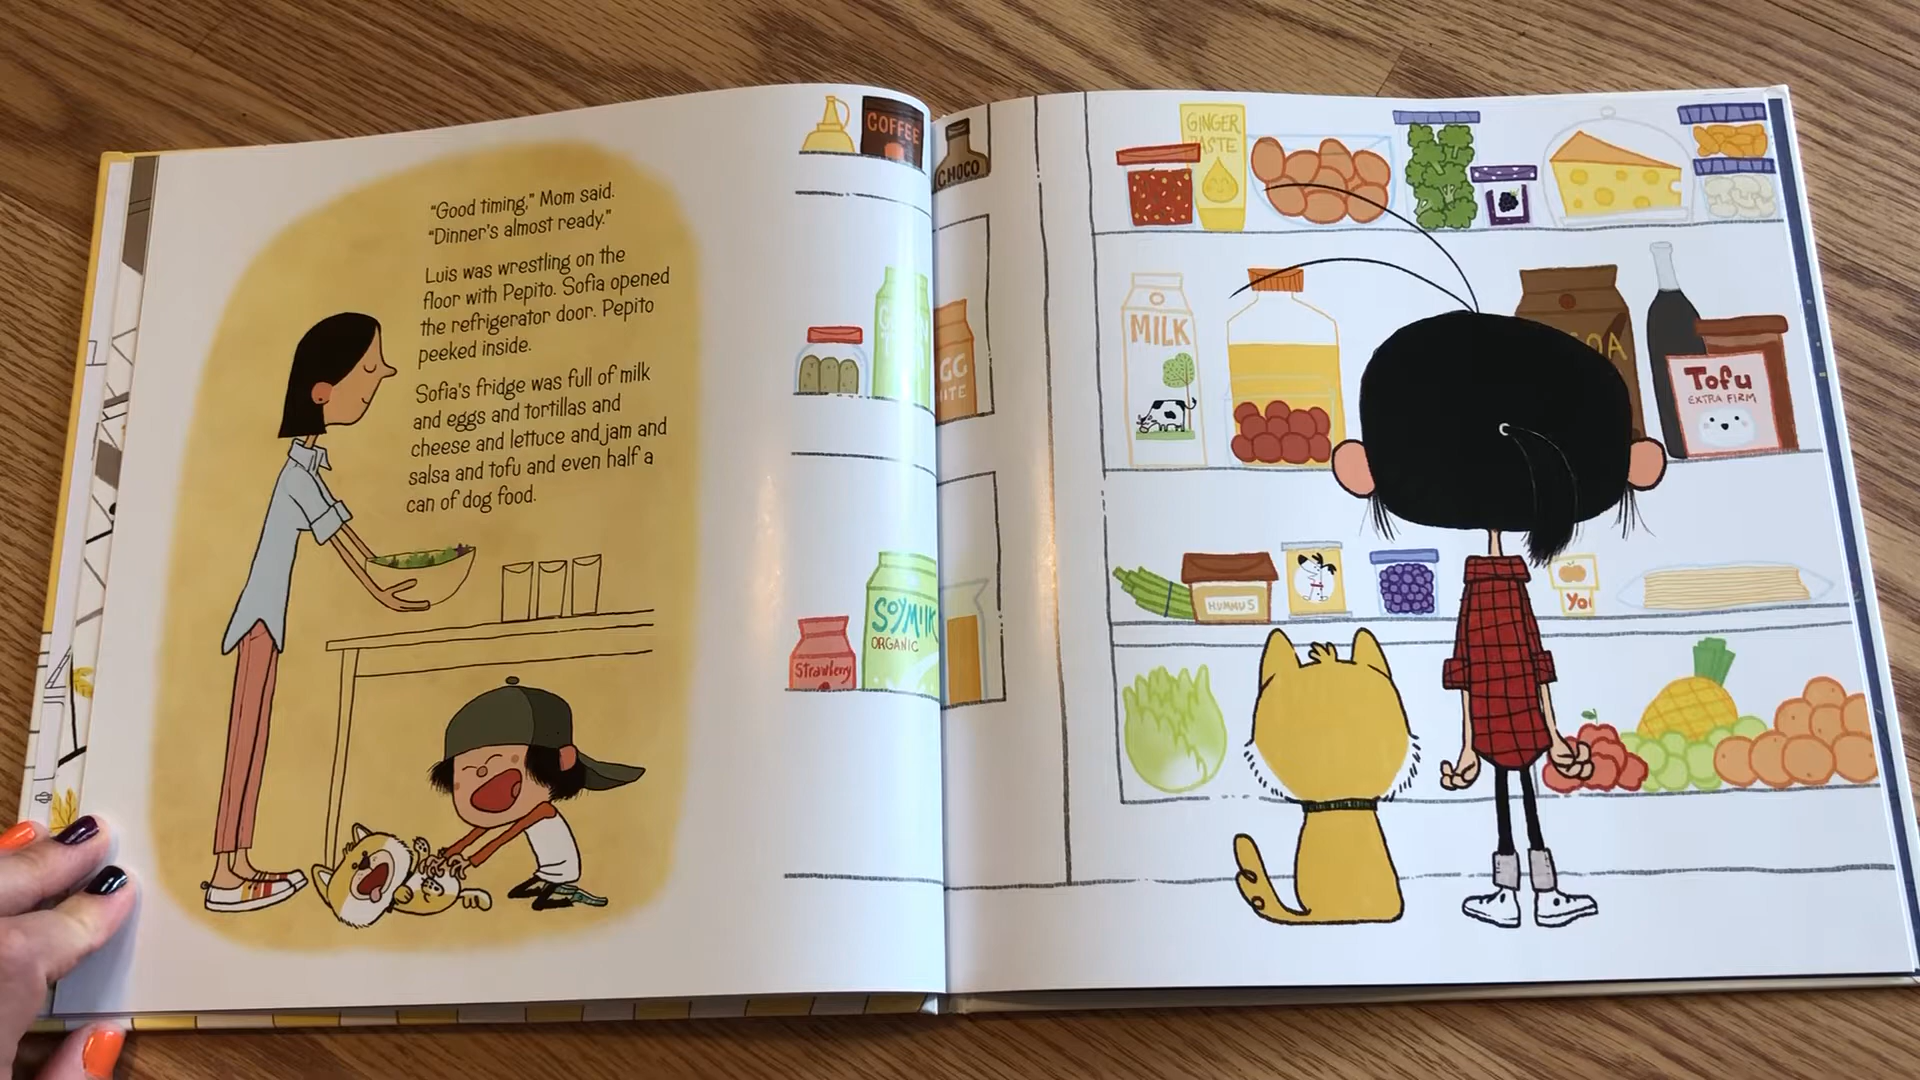 "Good timing," Mom said.
"Dinner's almost ready."
Luis was wrestling on the
floor with Pepito. Sofia opened
the refrigerator door. Pepito
peeked inside.
Sofia's fridge was full of milk
and eggs and tortillas and
cheese and lettuce and jam and
salsa and tofu and even half a
can of dog food.
COFFEE
CHOCO
Strawberry
SOYMILK
ORGANIC
GINGER
MILK
Tofu
EXTRA FIRM
HUMMUS